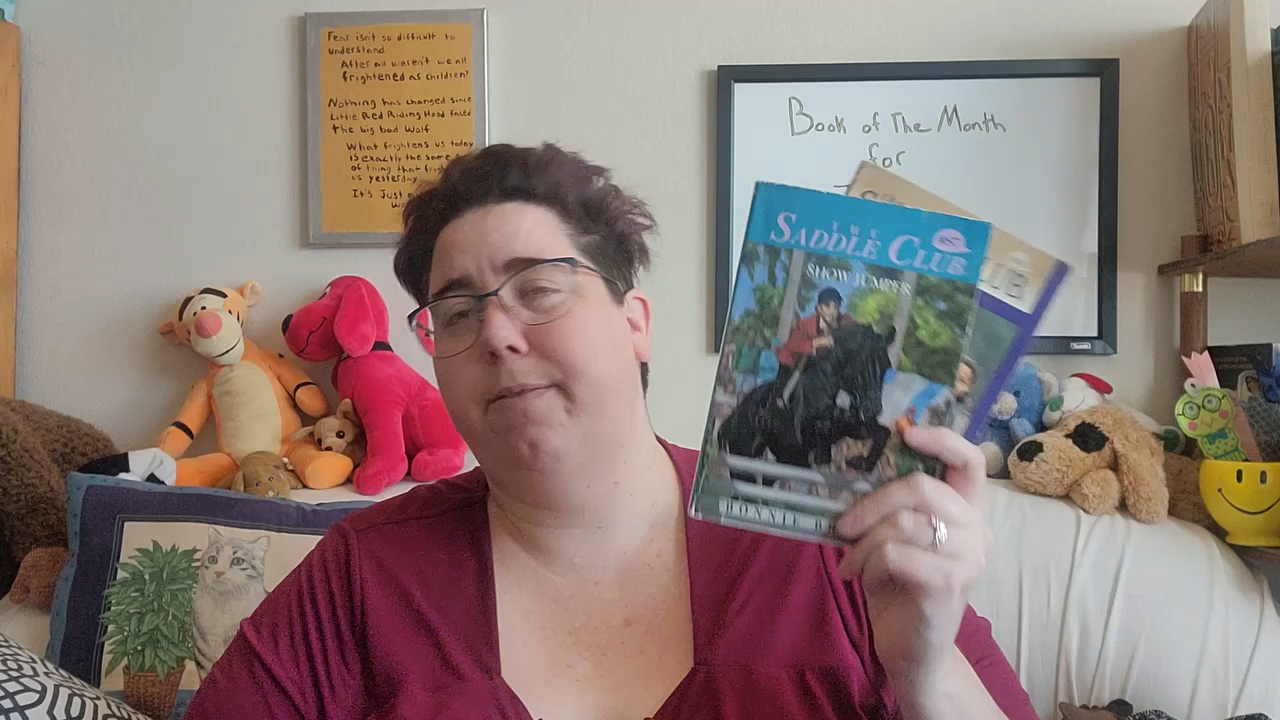 Fear isn't so difficult to
understand
After all weren't we all
frightened as children?
Nothing has changed since
Little Red Riding Hood faced
the big bad Wolf
What frightens us today
is exactly the same
of thing that
us yesterday
It's Just
Book of The Month
for
THE
SADDLE CLUB
SHOW JUMPER
BONNIE